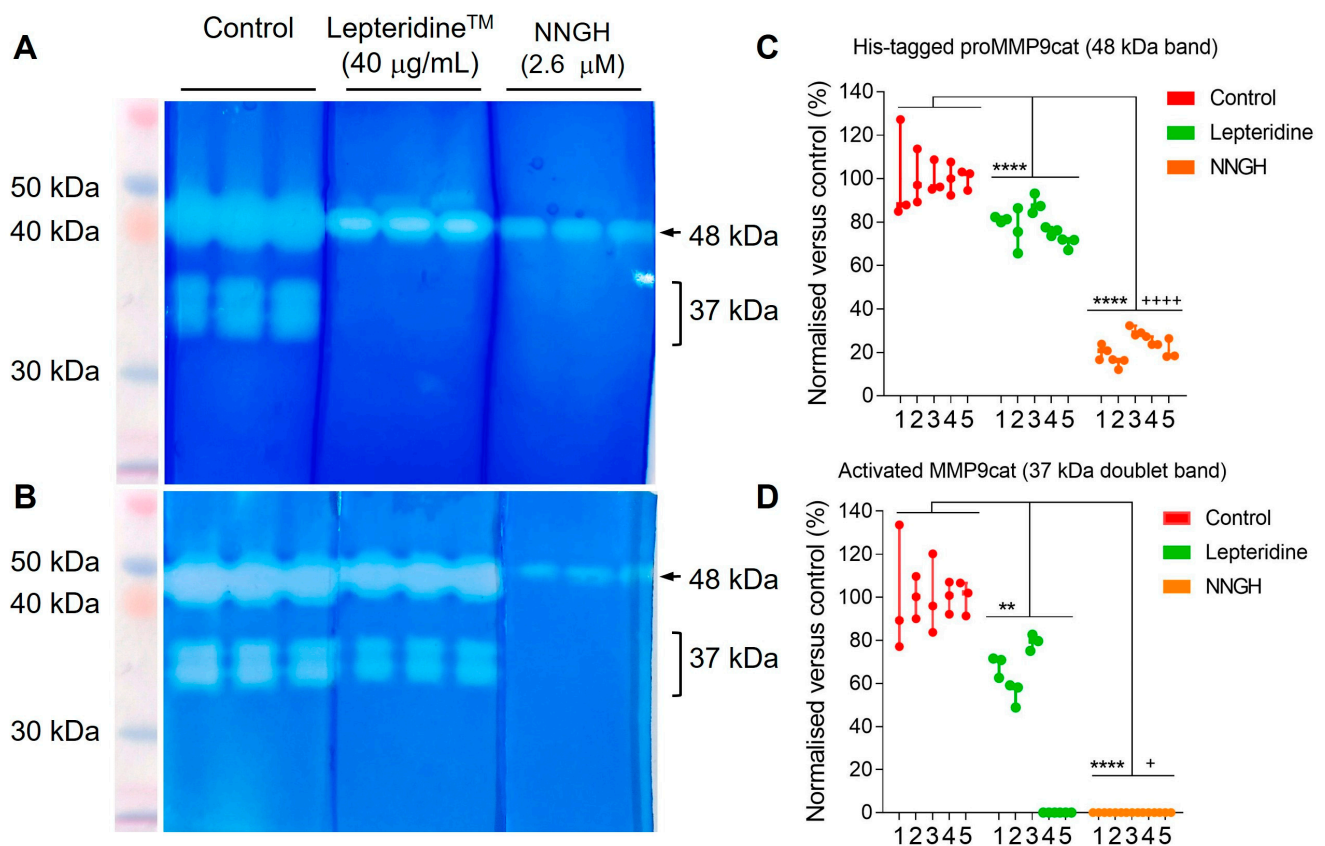 A
Control
Lepteridine™
(40 µg/mL)
NNGH
(2.6 µM)
50 kDa
40 kDa
30 kDa
48 kDa
37 kDa
B
50 kDa
40 kDa
30 kDa
48 kDa
37 kDa
C
His-tagged proMMP9cat (48 kDa band)
Normalised versus control (%)
140
120
100
80
60
40
20
0
****
**** ++++
Control
Lepteridine
NNGH
1 2 3 4 5 1 2 3 4 5 1 2 3 4 5
D
Activated MMP9cat (37 kDa doublet band)
Normalised versus control (%)
140
120
100
80
60
40
20
0
**
**** +
Control
Lepteridine
NNGH
1 2 3 4 5 1 2 3 4 5 1 2 3 4 5